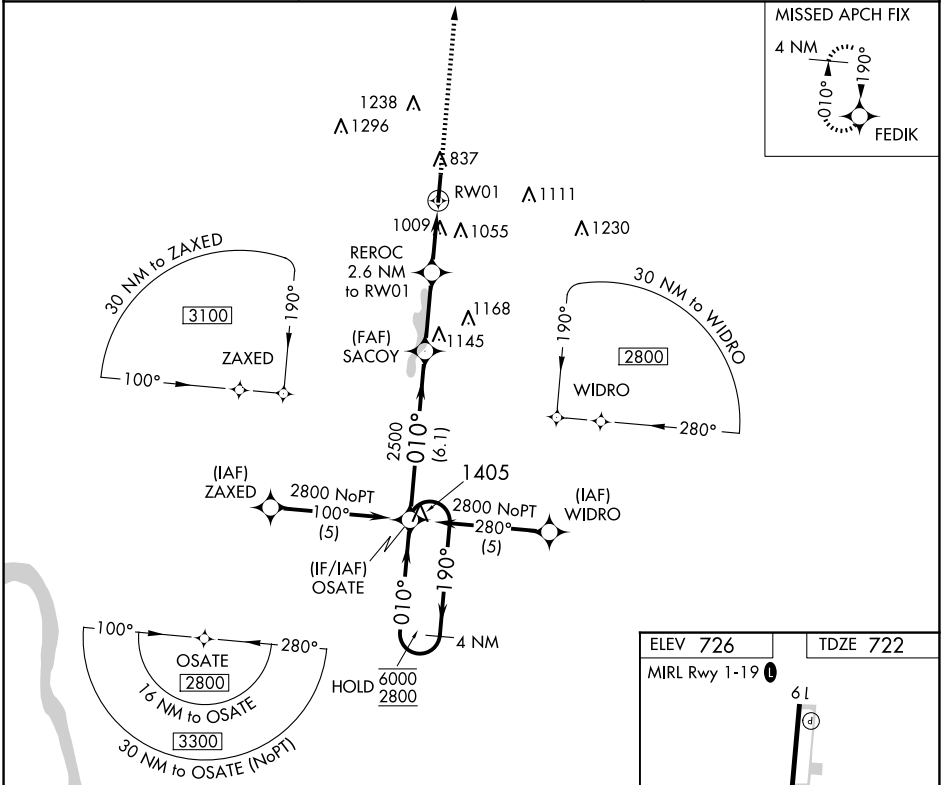 MISSED APCH FIX
4 NM
010°
190°
FEDIK
1238
1296
837
RW01
1111
1009
1055
1230
REROC
2.6 NM
to RW01
30 NM to ZAXED
3100
190°
ZAXED
100°
(FAF)
SACOY
1168
1145
30 NM to WIDRO
190°
2800
WIDRO
280°
2500
010°
(6.1)
1405
(IAF)
ZAXED
2800 NoPT
100°
(5)
2800 NoPT
280°
(5)
(IAF)
WIDRO
(IF/IAF)
OSATE
010°
190°
4 NM
HOLD 6000
2800
100°
280°
OSATE
2800
16 NM to OSATE
3300
30 NM to OSATE (NoPT)
ELEV 726
TDZE 722
MIRL Rwy 1-19 L
19
P